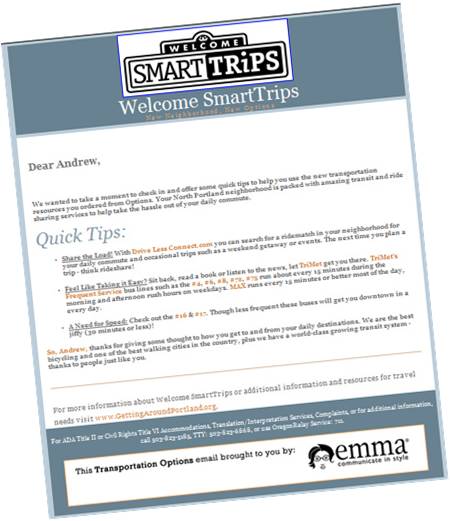 WELCOME
SMART TRiPS
Welcome SmartTrips
New Neighborhood, New Options
Dear Andrew,
We wanted to take a moment to check in and offer some quick tips to help you use the new transportation
resources you ordered from Options. Your North Portland neighborhood is packed with amazing transit and ride
sharing services to help take the hassle out of your daily commute.
Quick Tips:
• Share the Load! With Drive Less Connect.com you can search for a ridematch in your neighborhood for
your daily commute and occasional trips such as a weekend getaway or events. The next time you plan a
trip - think rideshare!
• Feel Like Taking it Easy? Sit back, read a book or listen to the news, let TriMet get you there. TriMet's
Frequent Service bus lines such as the #4, #6, #8, #72, #75 run about every 15 minutes during the
morning and afternoon rush hours on weekdays. MAX runs every 15 minutes or better most of the day,
every day.
• A Need for Speed: Check out the #16 & #17. Though less frequent these buses will get you downtown in a
jiffy (30 minutes or less)!
So, Andrew, thanks for giving some thought to how you get to and from your daily destinations. We are the best
bicycling and one of the best walking cities in the country, plus we have a world-class growing transit system -
thanks to people just like you.
For more information about Welcome SmartTrips or additional information and resources for travel
needs visit www.GettingAroundPortland.org.
For ADA Title II or Civil Rights Title VI Accommodations, Translation/Interpretation Services, Complaints, or for additional information,
call 503-823-5185, TTY: 503-823-6868, or use OregonRelay Service: 711.
This Transportation Options email brought to you by:
emma
communicate in style